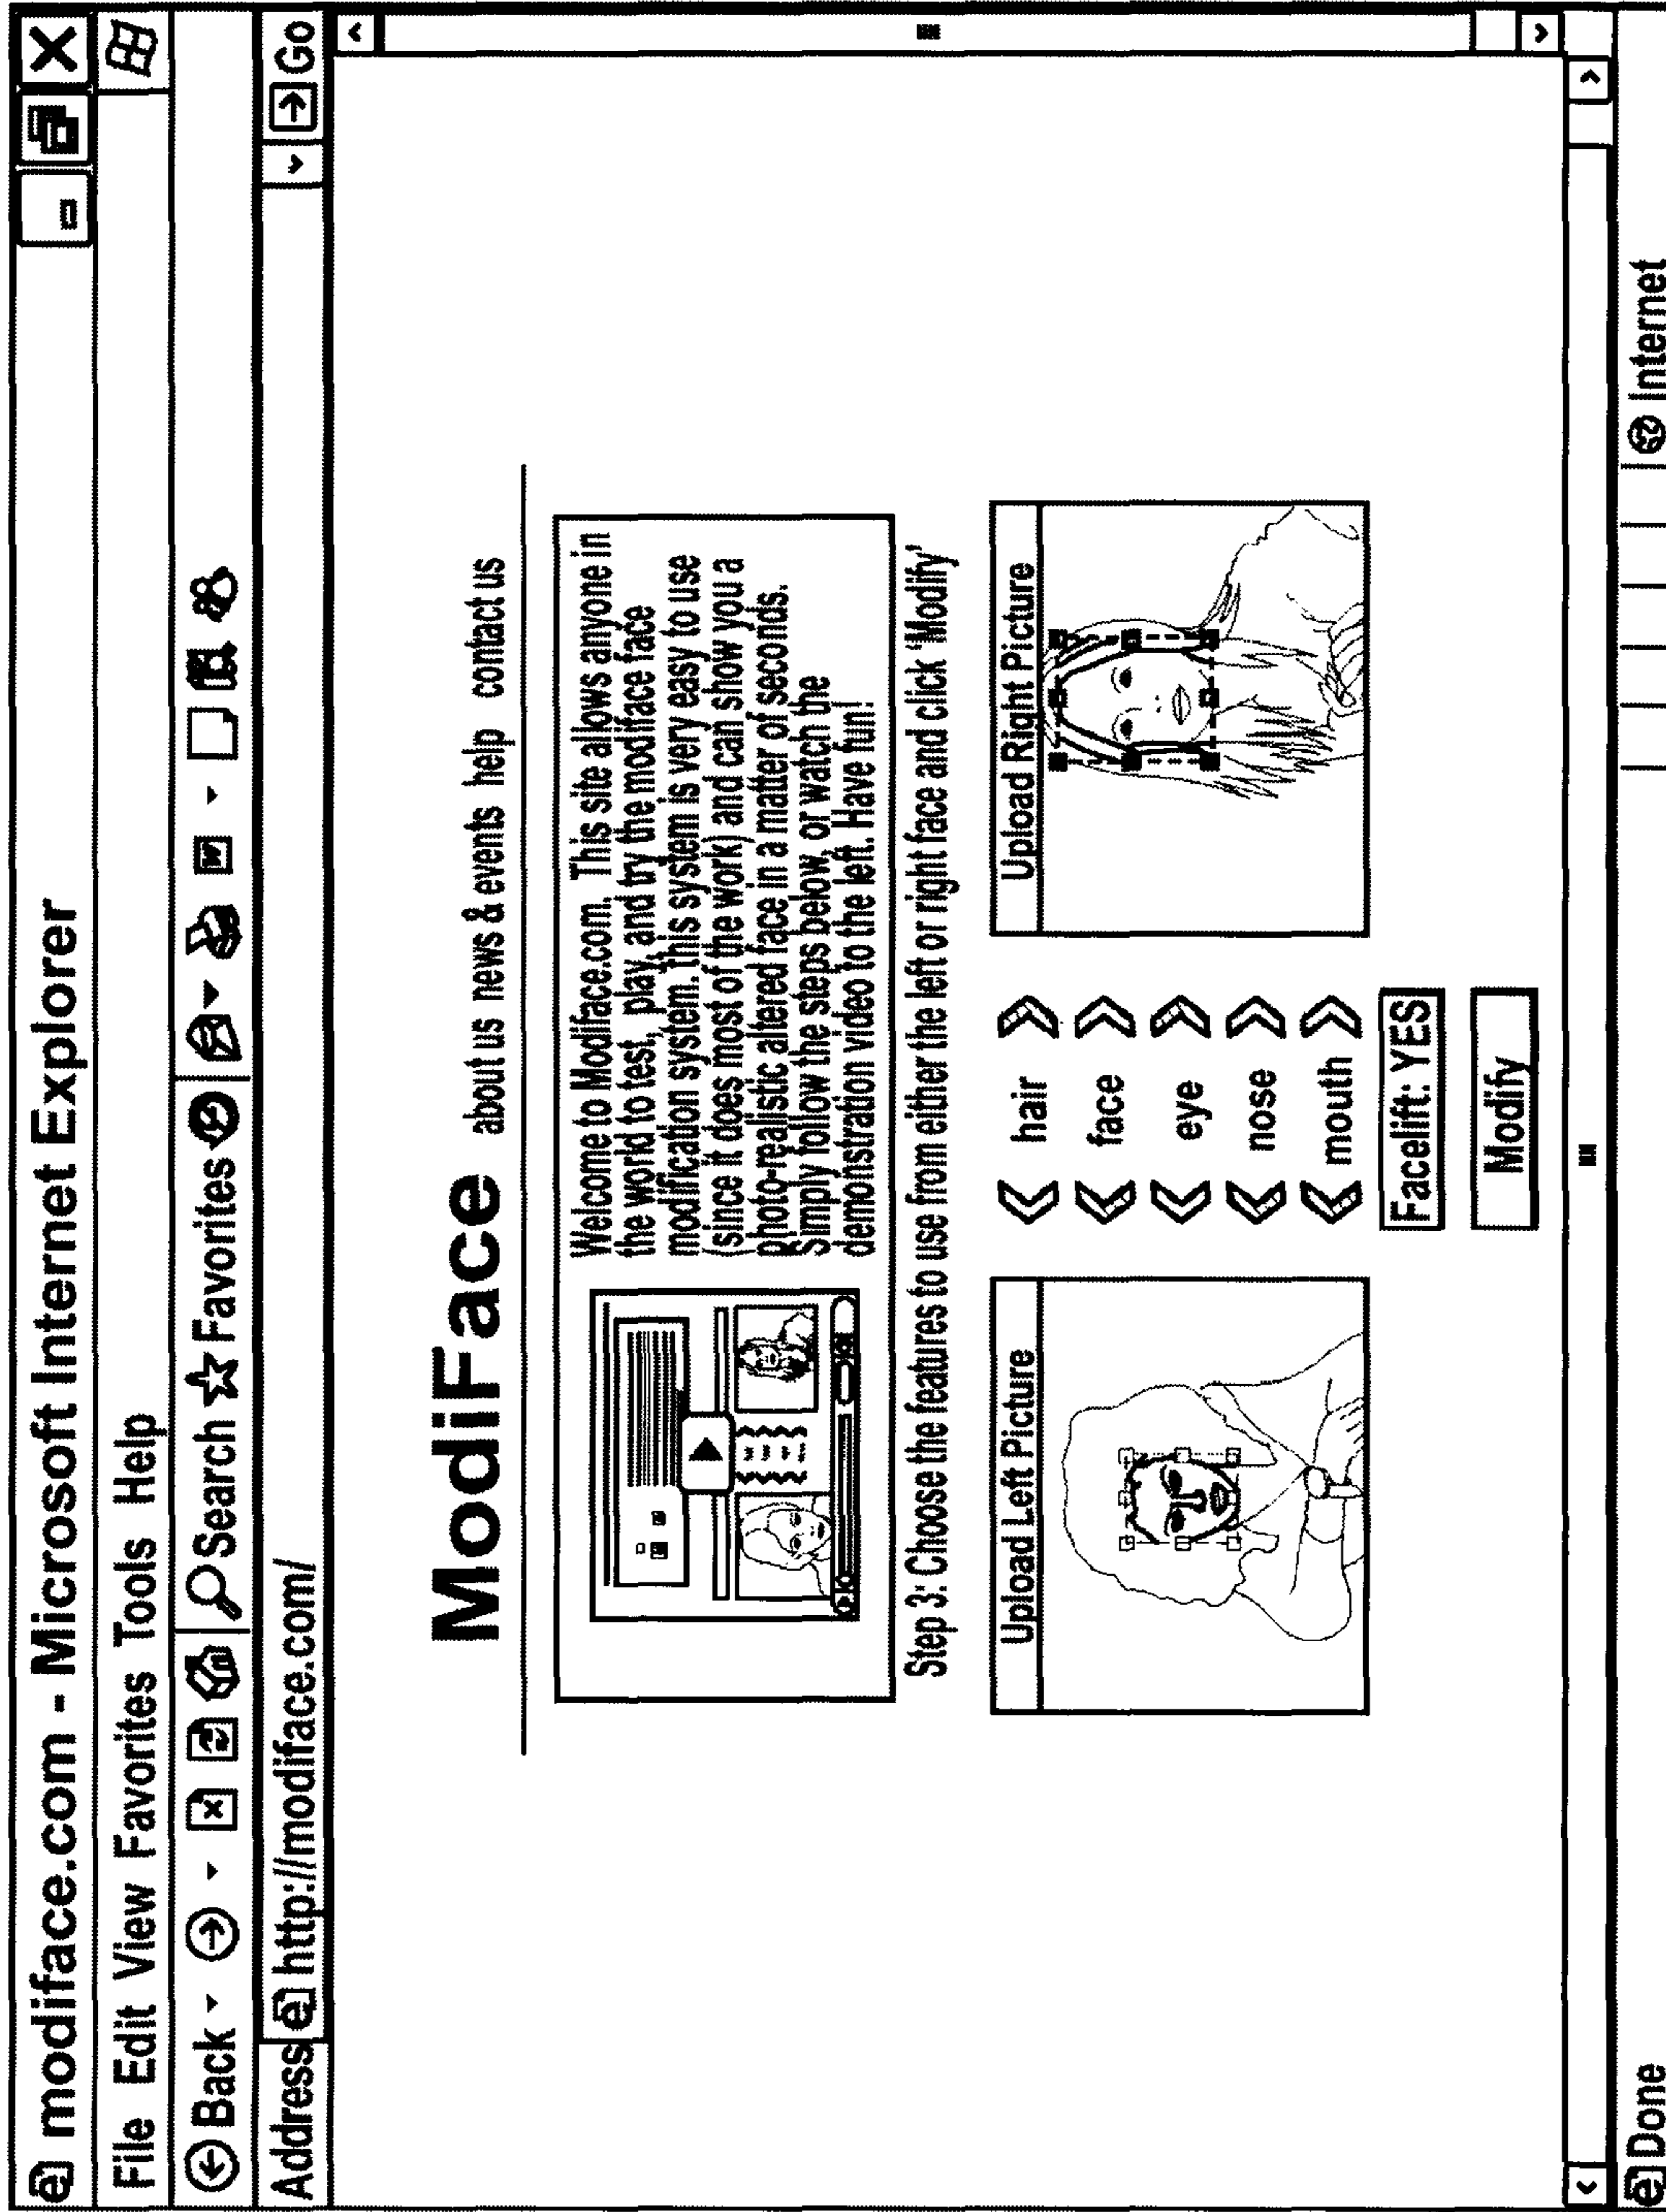 modiface.com - Microsoft Internet Explorer
File Edit View Favorites Tools Help
Back Search Favorites
Address http://modiface.com/ Go
ModiFace about us news & events help contact us
Welcome to Modiface.com. This site allows anyone in
the world to test, play, and try the modiface face
modification system. this system is very easy to use
(since it does most of the work) and can show you a
photo-realistic altered face in a matter of seconds.
Simply follow the steps below, or watch the
demonstration video to the left. Have fun!
Step 3: Choose the features to use from either the left or right face and click 'Modify'
Upload Left Picture
hair
face
eye
nose
mouth
Facelift: YES
Modify
Upload Right Picture
Done Internet